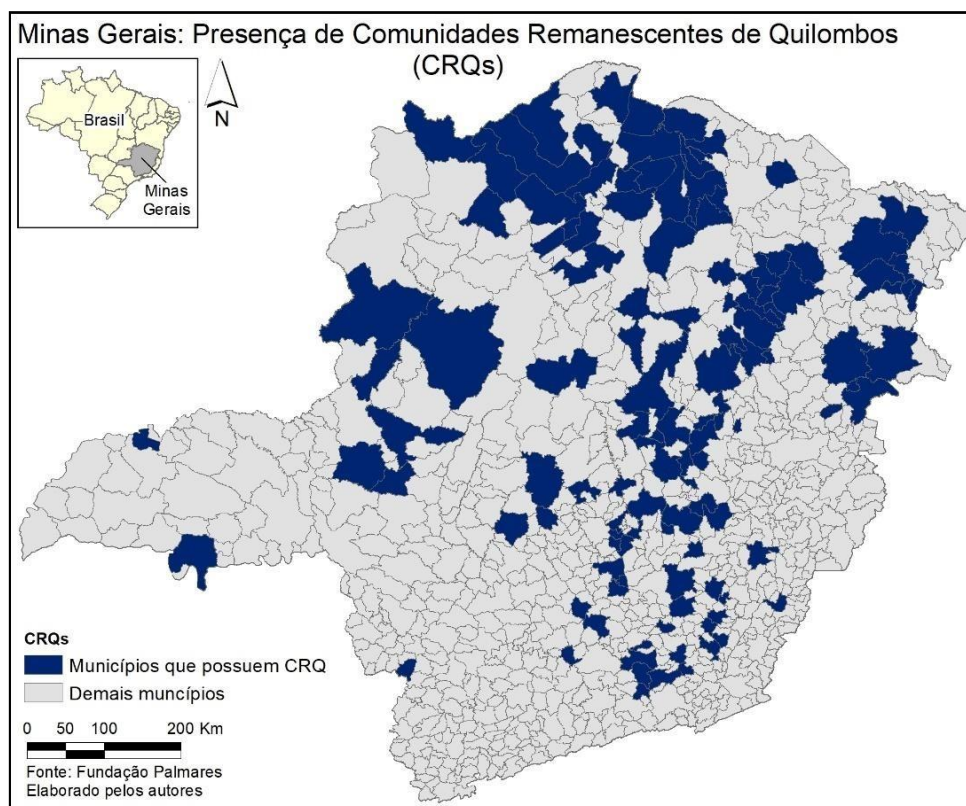 Minas Gerais: Presença de Comunidades Remanescentes de Quilombos
(CRQs)
Brasil
Minas
Gerais
N
CRQs
Municípios que possuem CRQ
Demais muncípios
0 50 100 200 Km
Fonte: Fundação Palmares
Elaborado pelos autores